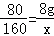 80/160 = 8g/x